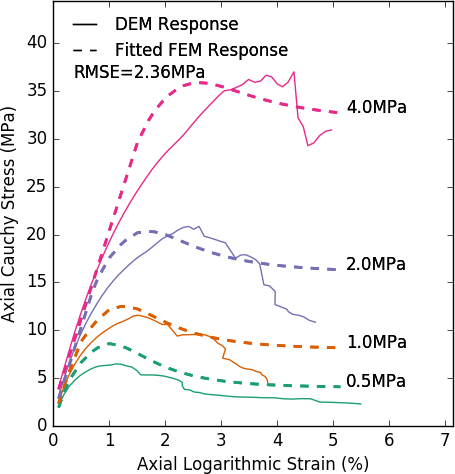 DEM Response
Fitted FEM Response
RMSE=2.36MPa
4.0MPa
2.0MPa
1.0MPa
0.5MPa
Axial Cauchy Stress (MPa)
40
35
30
25
20
15
10
5
0
0 1 2 3 4 5 6 7
Axial Logarithmic Strain (%)